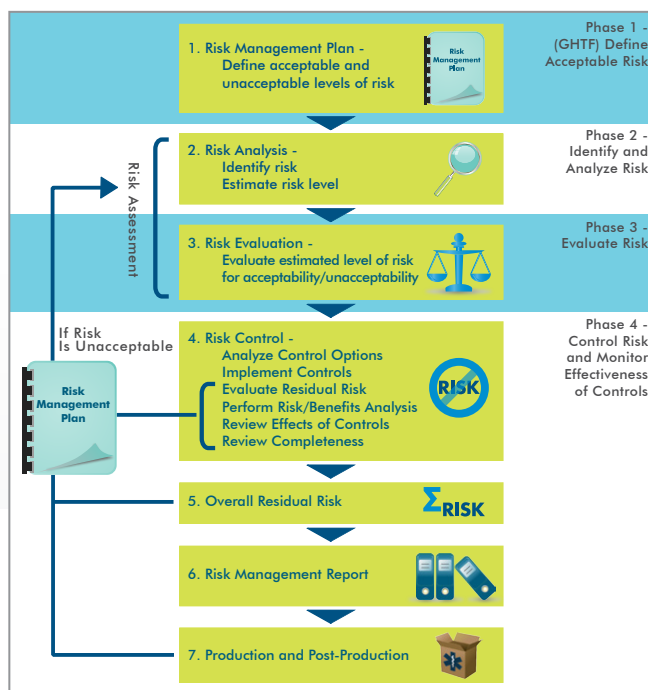 1. Risk Management Plan -
Define acceptable and
unacceptable levels of risk
Risk
Management
Plan
Phase 1 -
(GHTF) Define
Acceptable Risk
2. Risk Analysis -
Identify risk
Estimate risk level
Phase 2 -
Identify and
Analyze Risk
Risk Assessment
3. Risk Evaluation -
Evaluate estimated level of risk
for acceptability/unacceptability
Phase 3 -
Evaluate Risk
If Risk
Is Unacceptable
Risk
Management
Plan
4. Risk Control -
Analyze Control Options
Implement Controls
Evaluate Residual Risk
Perform Risk/Benefits Analysis
Review Effects of Controls
Review Completeness
RISK
Phase 4 -
Control Risk
and Monitor
Effectiveness
of Controls
5. Overall Residual Risk
ΣRISK
6. Risk Management Report
7. Production and Post-Production